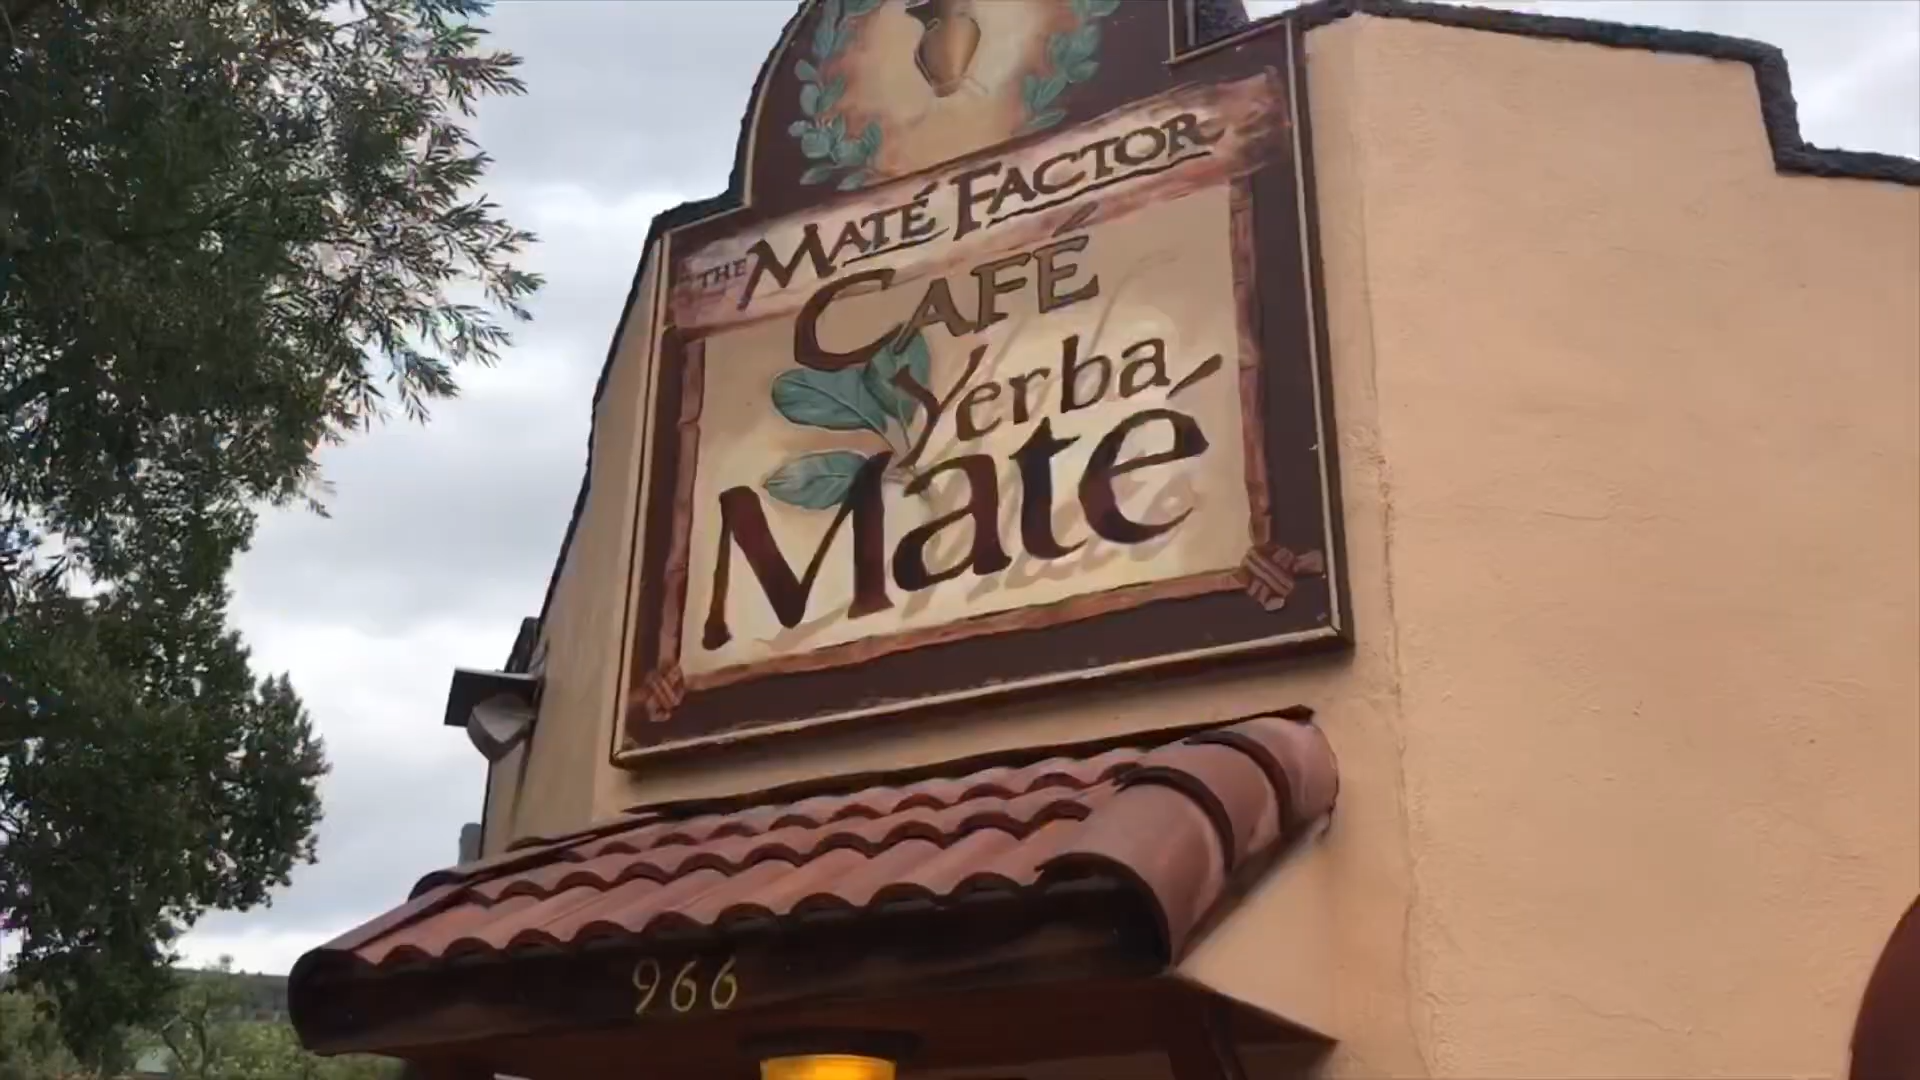 THE MATÉ FACTOR
CAFÉ
Yerba
Maté
966